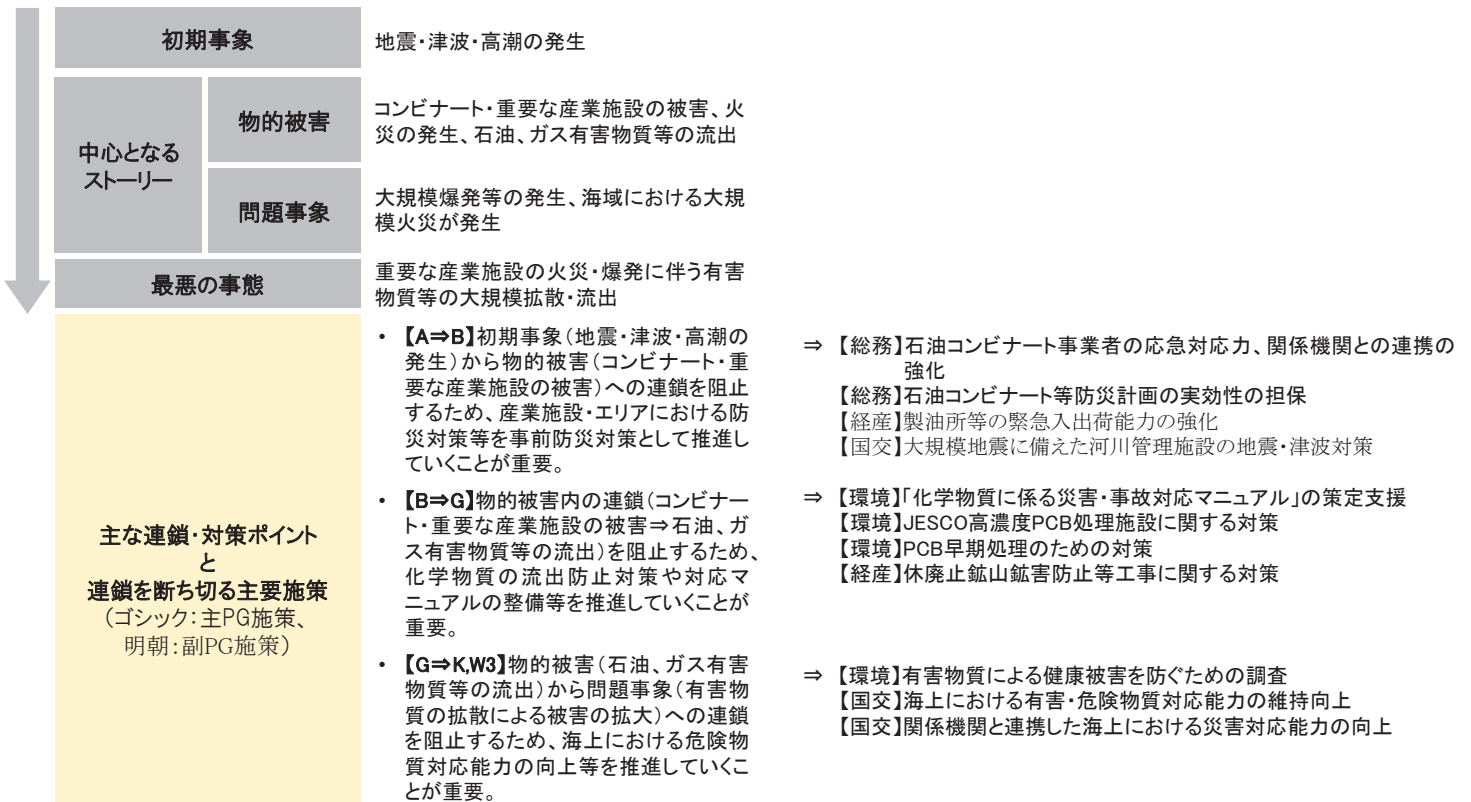 初期事象
地震・津波・高潮の発生
中心となる
ストーリー
物的被害
コンビナート・重要な産業施設の被害、火
災の発生、石油、ガス有害物質等の流出
問題事象
大規模爆発等の発生、海域における大規
模火災が発生
最悪の事態
重要な産業施設の火災・爆発に伴う有害
物質等の大規模拡散・流出
主な連鎖・対策ポイント
と
連鎖を断ち切る主要施策
（ゴシック：主PG施策、
明朝：副PG施策）
・ 【A⇒B】初期事象（地震・津波・高潮の
発生）から物的被害（コンビナート・重
要な産業施設の被害）への連鎖を阻止
するため、産業施設・エリアにおける防
災対策等を事前防災対策として推進し
ていくことが重要。
⇒ 【総務】石油コンビナート事業者の応急対応力、関係機関との連携の
強化
【総務】石油コンビナート等防災計画の実効性の担保
【経産】製油所等の緊急入出荷能力の強化
【国交】大規模地震に備えた河川管理施設の地震・津波対策
・ 【B⇒G】物的被害内の連鎖（コンビナー
ト・重要な産業施設の被害⇒石油、ガ
ス有害物質等の流出）を阻止するため、
化学物質の流出防止対策や対応マ
ニュアルの整備等を推進していくことが
重要。
⇒ 【環境】「化学物質に係る災害・事故対応マニュアル」の策定支援
【環境】JESCO高濃度PCB処理施設に関する対策
【環境】PCB早期処理のための対策
【経産】休廃止鉱山鉱害防止等工事に関する対策
・ 【G⇒K,W3】物的被害（石油、ガス有害
物質等の流出）から問題事象（有害物
質の拡散による被害の拡大）への連鎖
を阻止するため、海上における危険物
質対応能力の向上等を推進していくこ
とが重要。
⇒ 【環境】有害物質による健康被害を防ぐための調査
【国交】海上における有害・危険物質対応能力の維持向上
【国交】関係機関と連携した海上における災害対応能力の向上